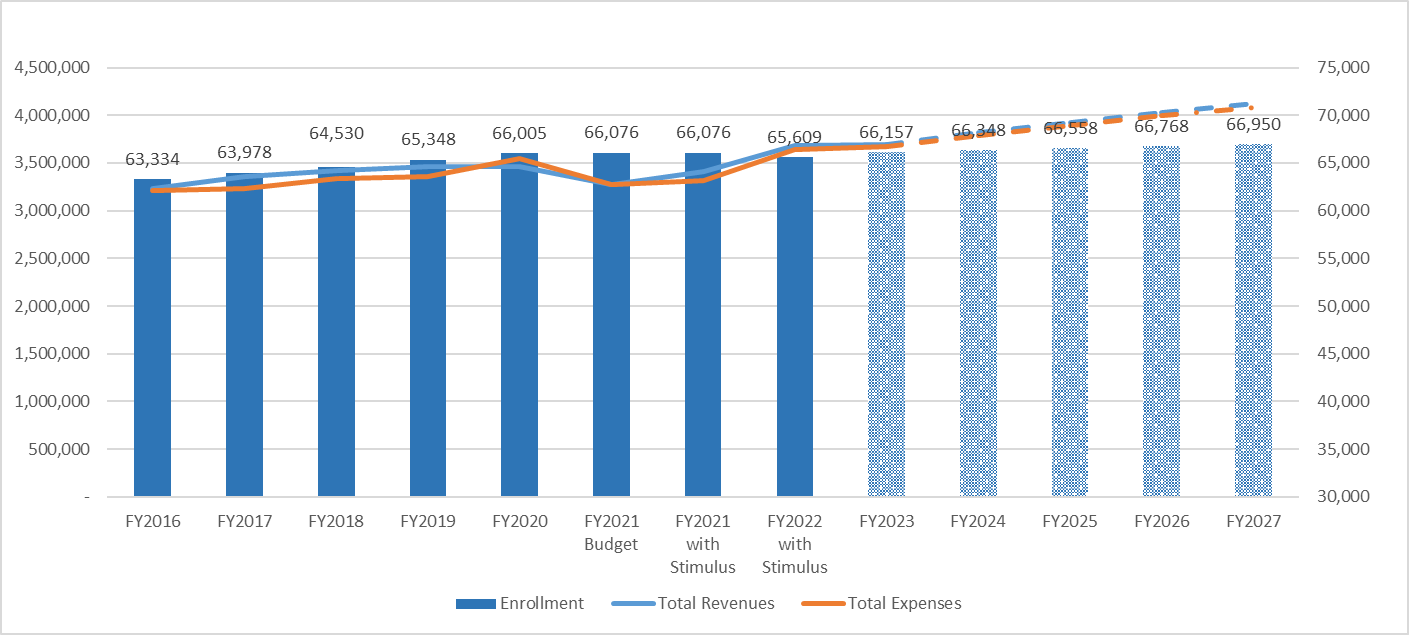 4,500,000
4,000,000
3,500,000
3,000,000
2,500,000
2,000,000
1,500,000
1,000,000
500,000
-
75,000
70,000
65,000
60,000
55,000
50,000
45,000
40,000
35,000
30,000
63,334
63,978
64,530
65,348
66,005
66,076
66,076
65,609
66,157
66,348
66,558
66,768
66,950
FY2016
FY2017
FY2018
FY2019
FY2020
FY2021
Budget
FY2021
with
Stimulus
FY2022
with
Stimulus
FY2023
FY2024
FY2025
FY2026
FY2027
Enrollment
Total Revenues
Total Expenses